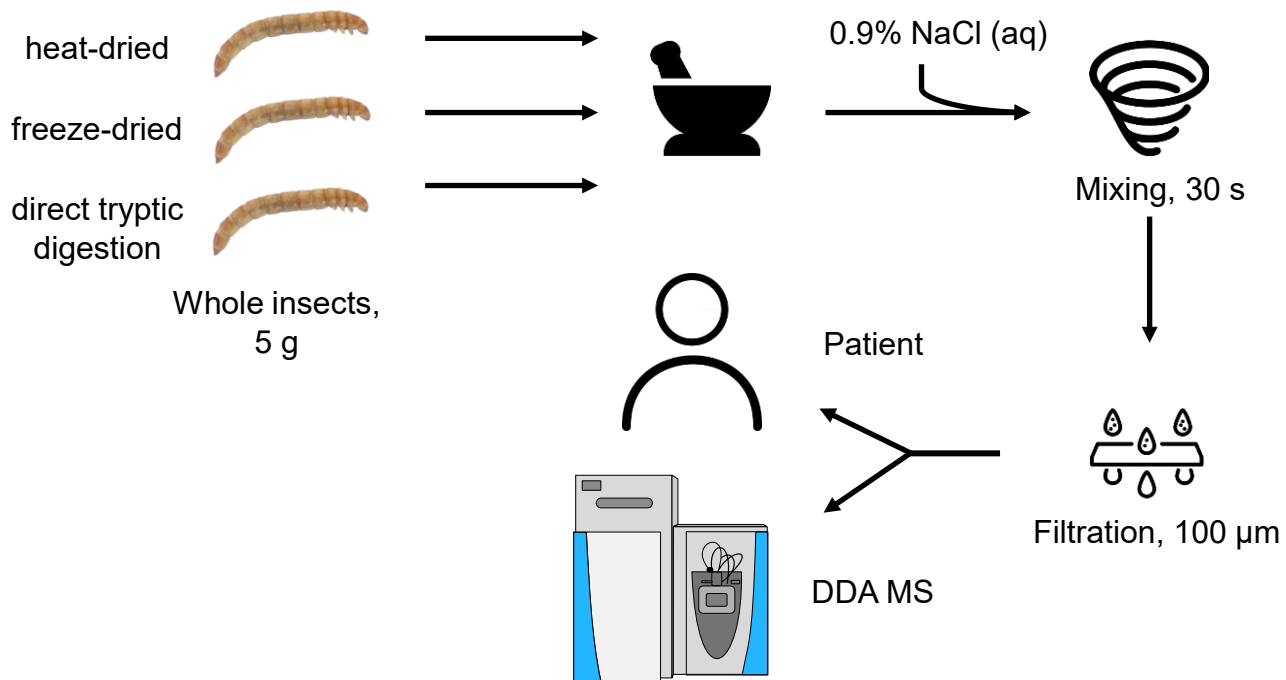 heat-dried
freeze-dried
direct tryptic
digestion
Whole insects,
5 g
0.9% NaCl (aq)
Mixing, 30 s
Filtration, 100 µm
Patient
DDA MS